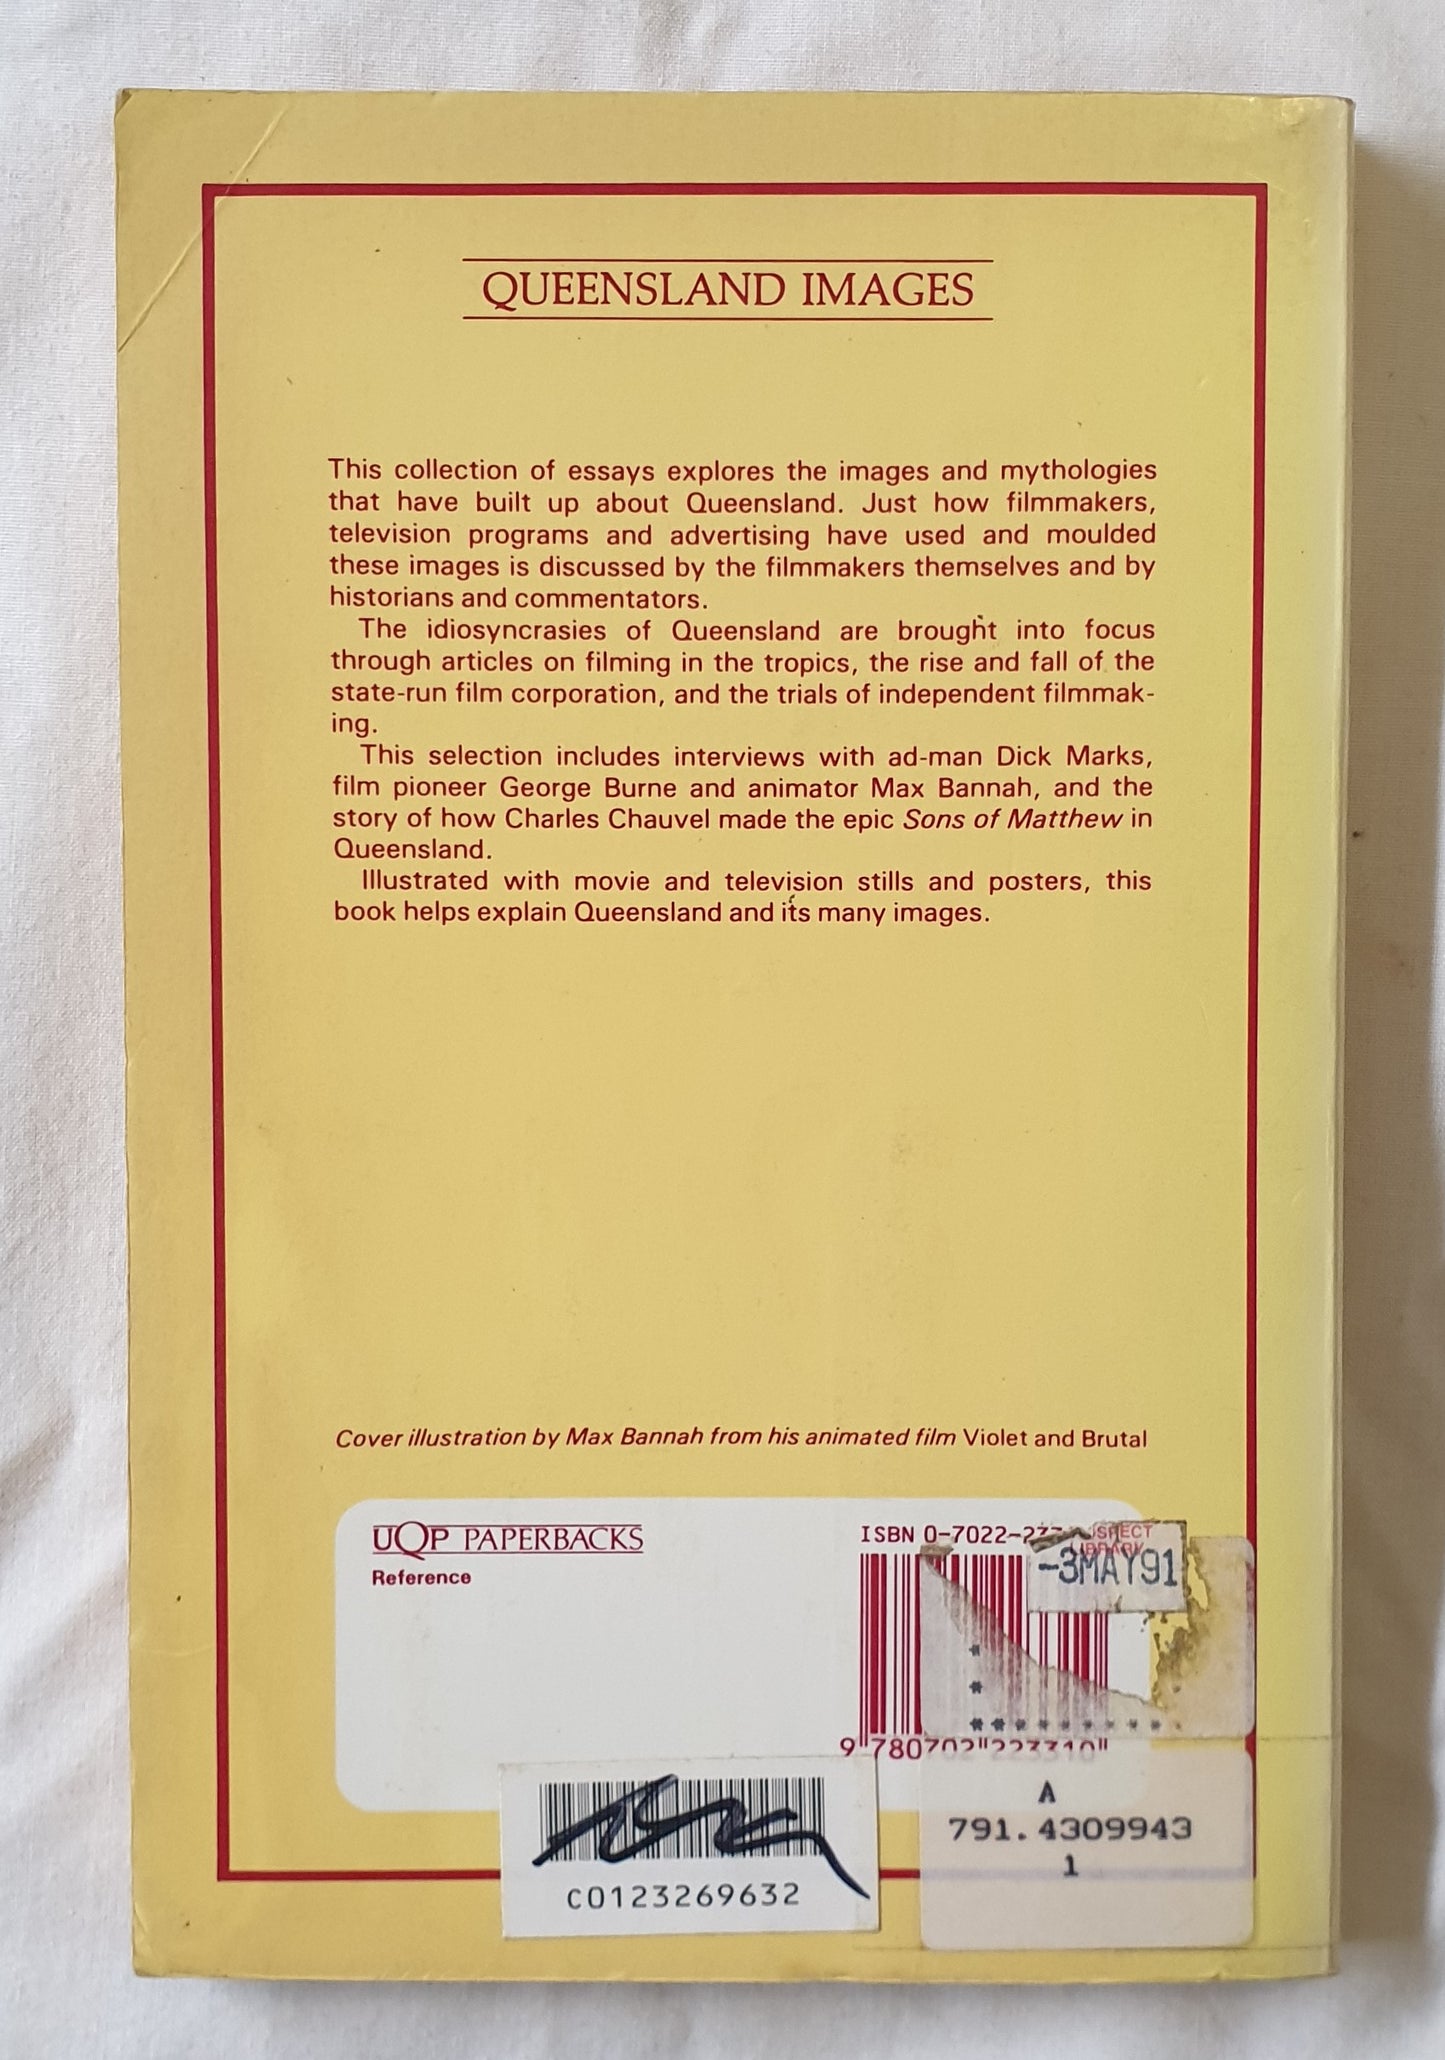 QUEENSLAND IMAGES
This collection of essays explores the images and mythologies
that have built up about Queensland. Just how filmmakers,
television programs and advertising have used and moulded
these images is discussed by the filmmakers themselves and by
historians and commentators.
The idiosyncrasies of Queensland are brought into focus
through articles on filming in the tropics, the rise and fall of the
state-run film corporation, and the trials of independent filmmak-
ing.
This selection includes interviews with ad-man Dick Marks,
film pioneer George Burne and animator Max Bannah, and the
story of how Charles Chauvel made the epic Sons of Matthew in
Queensland.
Illustrated with movie and television stills and posters, this
book helps explain Queensland and its many images.
Cover illustration by Max Bannah from his animated film Violet and Brutal
UQP PAPERBACKS
Reference
ISBN 0-7022-233
LIBRARY
-3MAY91
9 780702 223310
A
791.4309943
1
C0123269632